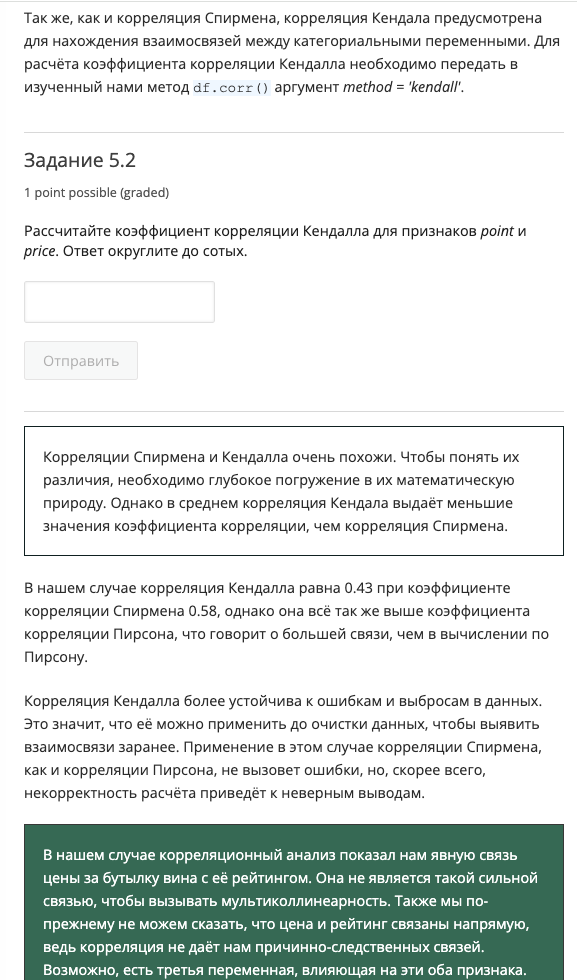 Так же, как и корреляция Спирмена, корреляция Кендала предусмотрена
для нахождения взаимосвязей между категориальными переменными. Для
расчёта коэффициента корреляции Кендалла необходимо передать в
изученный нами метод df.corr() аргумент method = 'kendall'.
Задание 5.2
1 point possible (graded)
Рассчитайте коэффициент корреляции Кендалла для признаков point и
price. Ответ округлите до сотых.
Отправить
Корреляции Спирмена и Кендалла очень похожи. Чтобы понять их
различия, необходимо глубокое погружение в их математическую
природу. Однако в среднем корреляция Кендала выдаёт меньшие
значения коэффициента корреляции, чем корреляция Спирмена.
В нашем случае корреляция Кендалла равна 0.43 при коэффициенте
корреляции Спирмена 0.58, однако она всё так же выше коэффициента
корреляции Пирсона, что говорит о большей связи, чем в вычислении по
Пирсону.
Корреляция Кендалла более устойчива к ошибкам и выбросам в данных.
Это значит, что её можно применить до очистки данных, чтобы выявить
взаимосвязи заранее. Применение в этом случае корреляции Спирмена,
как и корреляции Пирсона, не вызовет ошибки, но, скорее всего,
некорректность расчёта приведёт к неверным выводам.
В нашем случае корреляционный анализ показал нам явную связь
цены за бутылку вина с её рейтингом. Она не является такой сильной
связью, чтобы вызывать мультиколлинеарность. Также мы по-
прежнему не можем сказать, что цена и рейтинг связаны напрямую,
ведь корреляция не даёт нам причинно-следственных связей.
Возможно, есть третья переменная, влияющая на эти оба признака.